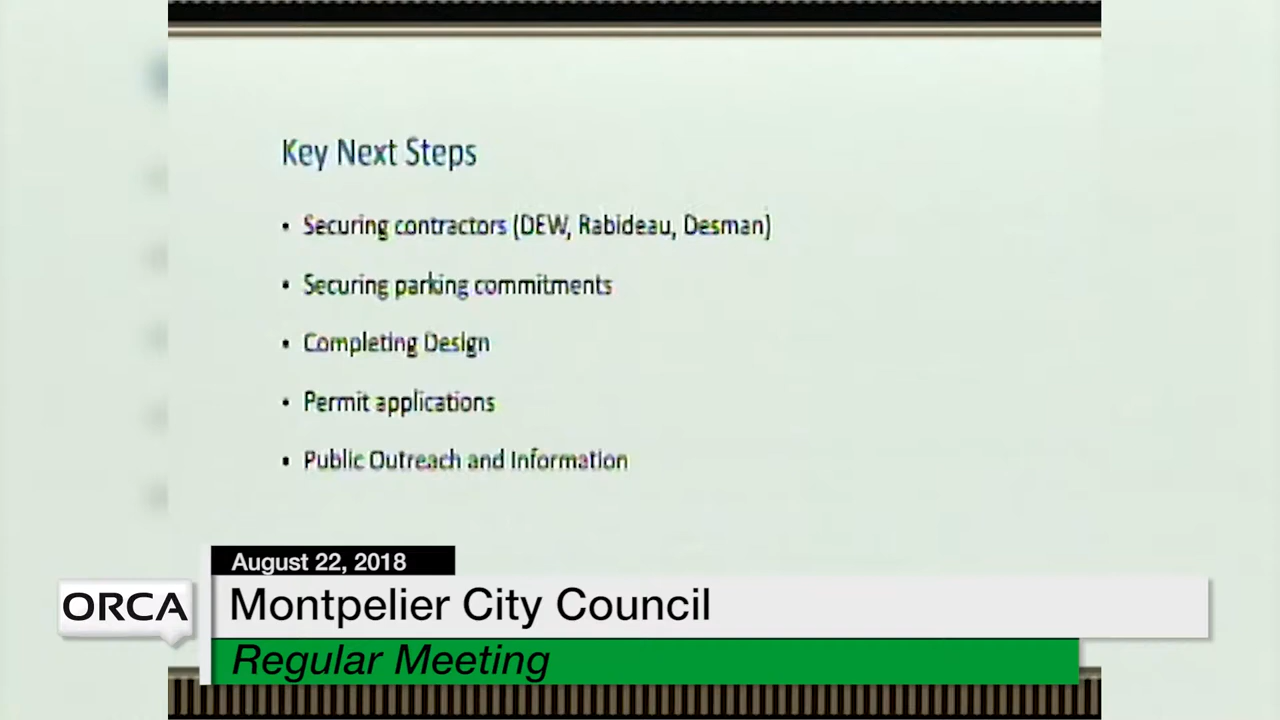 Key Next Steps
• Securing contractors (DEW, Rabideau, Desman)
• Securing parking commitments
• Completing Design
• Permit applications
• Public Outreach and Information
August 22, 2018
ORCA
Montpelier City Council
Regular Meeting